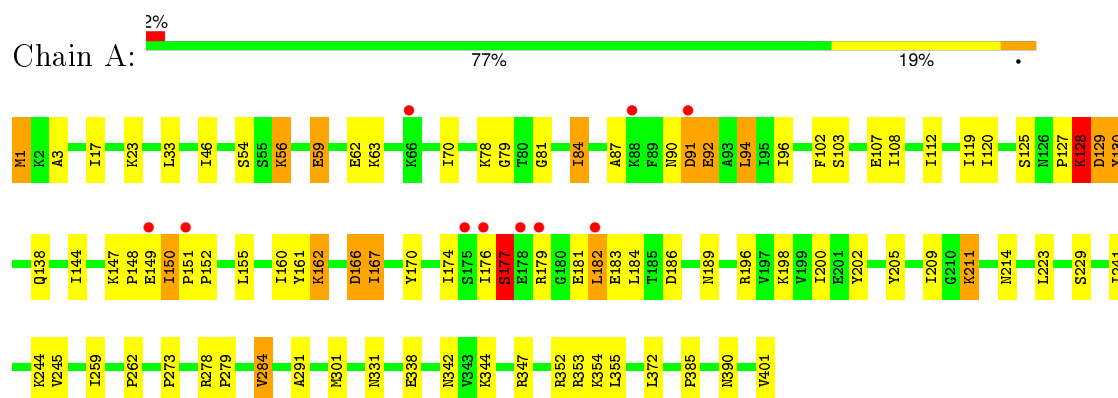 2%
Chain A:
77% 19% •
M1 K2 A3 I17 K23 L33 I46 S54 S55 K56 E59 E62 K63 K66 I70 K78 G79 T80 G81 I84 A87 K88 F89 N90 D91 E92 A93 I94 I95 I96 F102 S103 E107 I108 I112 I119 I120 S125 N126 P127 K128 D129
Q138 I144 K147 P148 E149 I150 P151 P152 L155 I160 Y161 K162 D166 I167 Y170 I174 S175 I176 S177 E178 R179 G180 E181 L182 E183 L184 T185 D186 N189 R196 V197 K198 V199 I200 E201 Y202 Y205 I209 G210 K211 N214 L223 S229
K244 V245 I259 P262 P273 R278 P279 V284 A291 M301 N331 E338 N342 V343 K344 R347 R352 R353 K354 L355 L372 P385 N390 V401